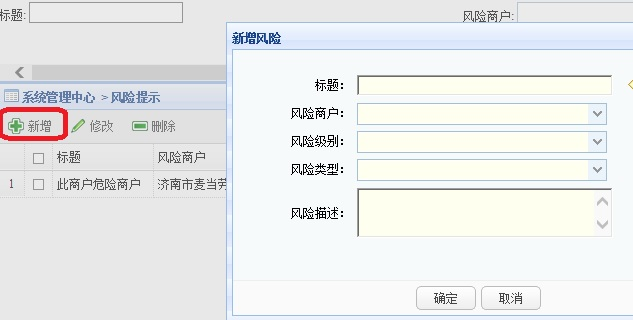 标题:
风险商户:
新增风险
标题：
风险商户：
风险级别：
风险类型：
风险描述：
确定 取消
系统管理中心 > 风险提示
新增 修改 删除
标题 风险商户
1 此商户危险商户 济南市麦当劳